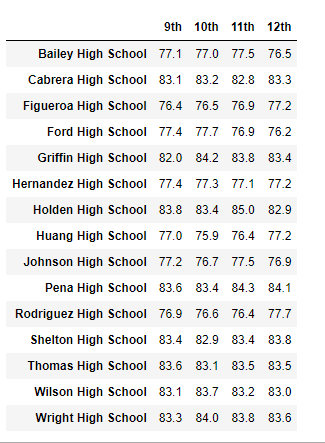 9th 10th 11th 12th
Bailey High School 77.1 77.0 77.5 76.5
Cabrera High School 83.1 83.2 82.8 83.3
Figueroa High School 76.4 76.5 76.9 77.2
Ford High School 77.4 77.7 76.9 76.2
Griffin High School 82.0 84.2 83.8 83.4
Hernandez High School 77.4 77.3 77.1 77.2
Holden High School 83.8 83.4 85.0 82.9
Huang High School 77.0 75.9 76.4 77.2
Johnson High School 77.2 76.7 77.5 76.9
Pena High School 83.6 83.4 84.3 84.1
Rodriguez High School 76.9 76.6 76.4 77.7
Shelton High School 83.4 82.9 83.4 83.8
Thomas High School 83.6 83.1 83.5 83.5
Wilson High School 83.1 83.7 83.2 83.0
Wright High School 83.3 84.0 83.8 83.6